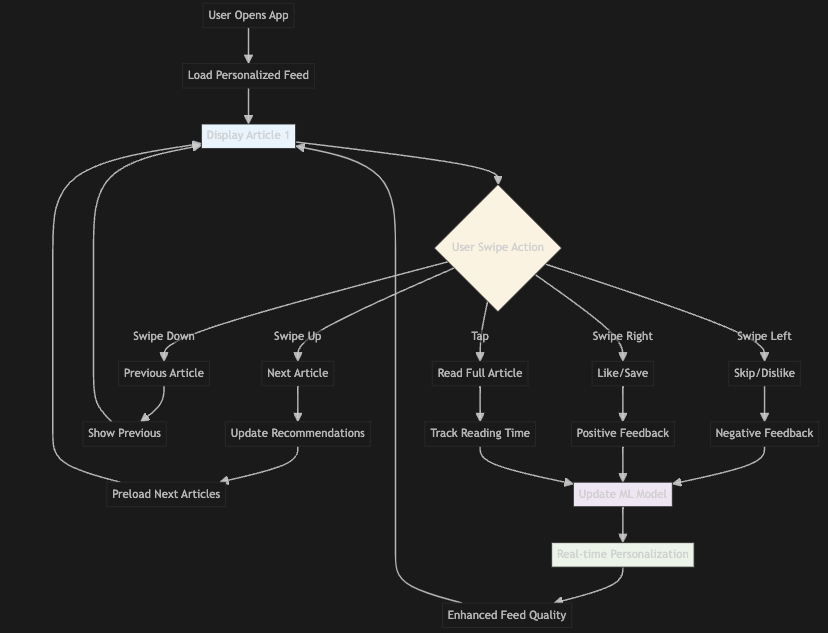 User Opens App
Load Personalized Feed
Display Article 1
User Swipe Action
Swipe Down
Swipe Up
Tap
Swipe Right
Swipe Left
Previous Article
Next Article
Read Full Article
Like/Save
Skip/Dislike
Show Previous
Update Recommendations
Track Reading Time
Positive Feedback
Negative Feedback
Preload Next Articles
Update ML Model
Real-time Personalization
Enhanced Feed Quality